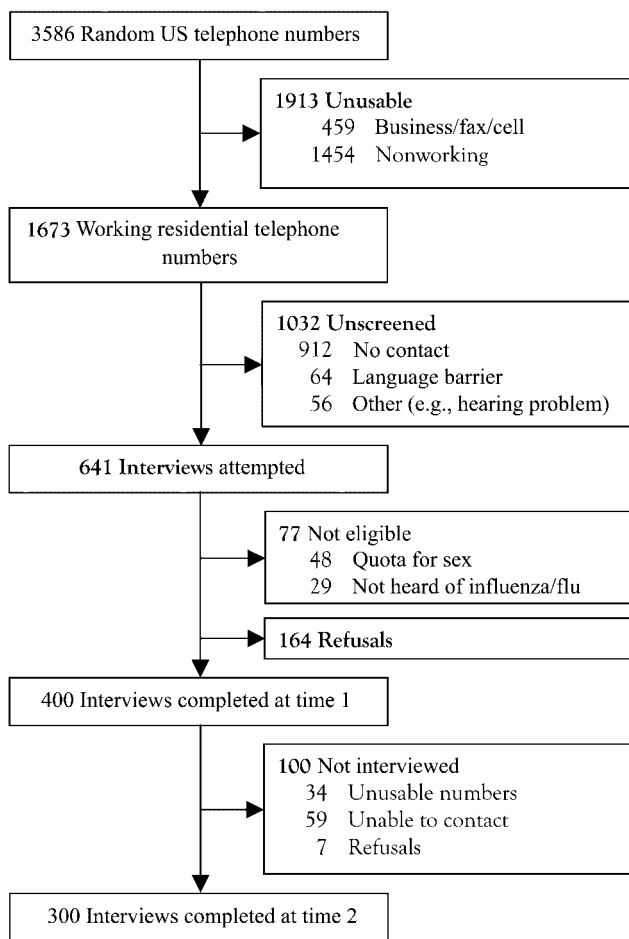 3586 Random US telephone numbers
1913 Unusable
459 Business/fax/cell
1454 Nonworking
1673 Working residential telephone
numbers
1032 Unscreened
912 No contact
64 Language barrier
56 Other (e.g., hearing problem)
641 Interviews attempted
77 Not eligible
48 Quota for sex
29 Not heard of influenza/flu
164 Refusals
400 Interviews completed at time 1
100 Not interviewed
34 Unusable numbers
59 Unable to contact
7 Refusals
300 Interviews completed at time 2